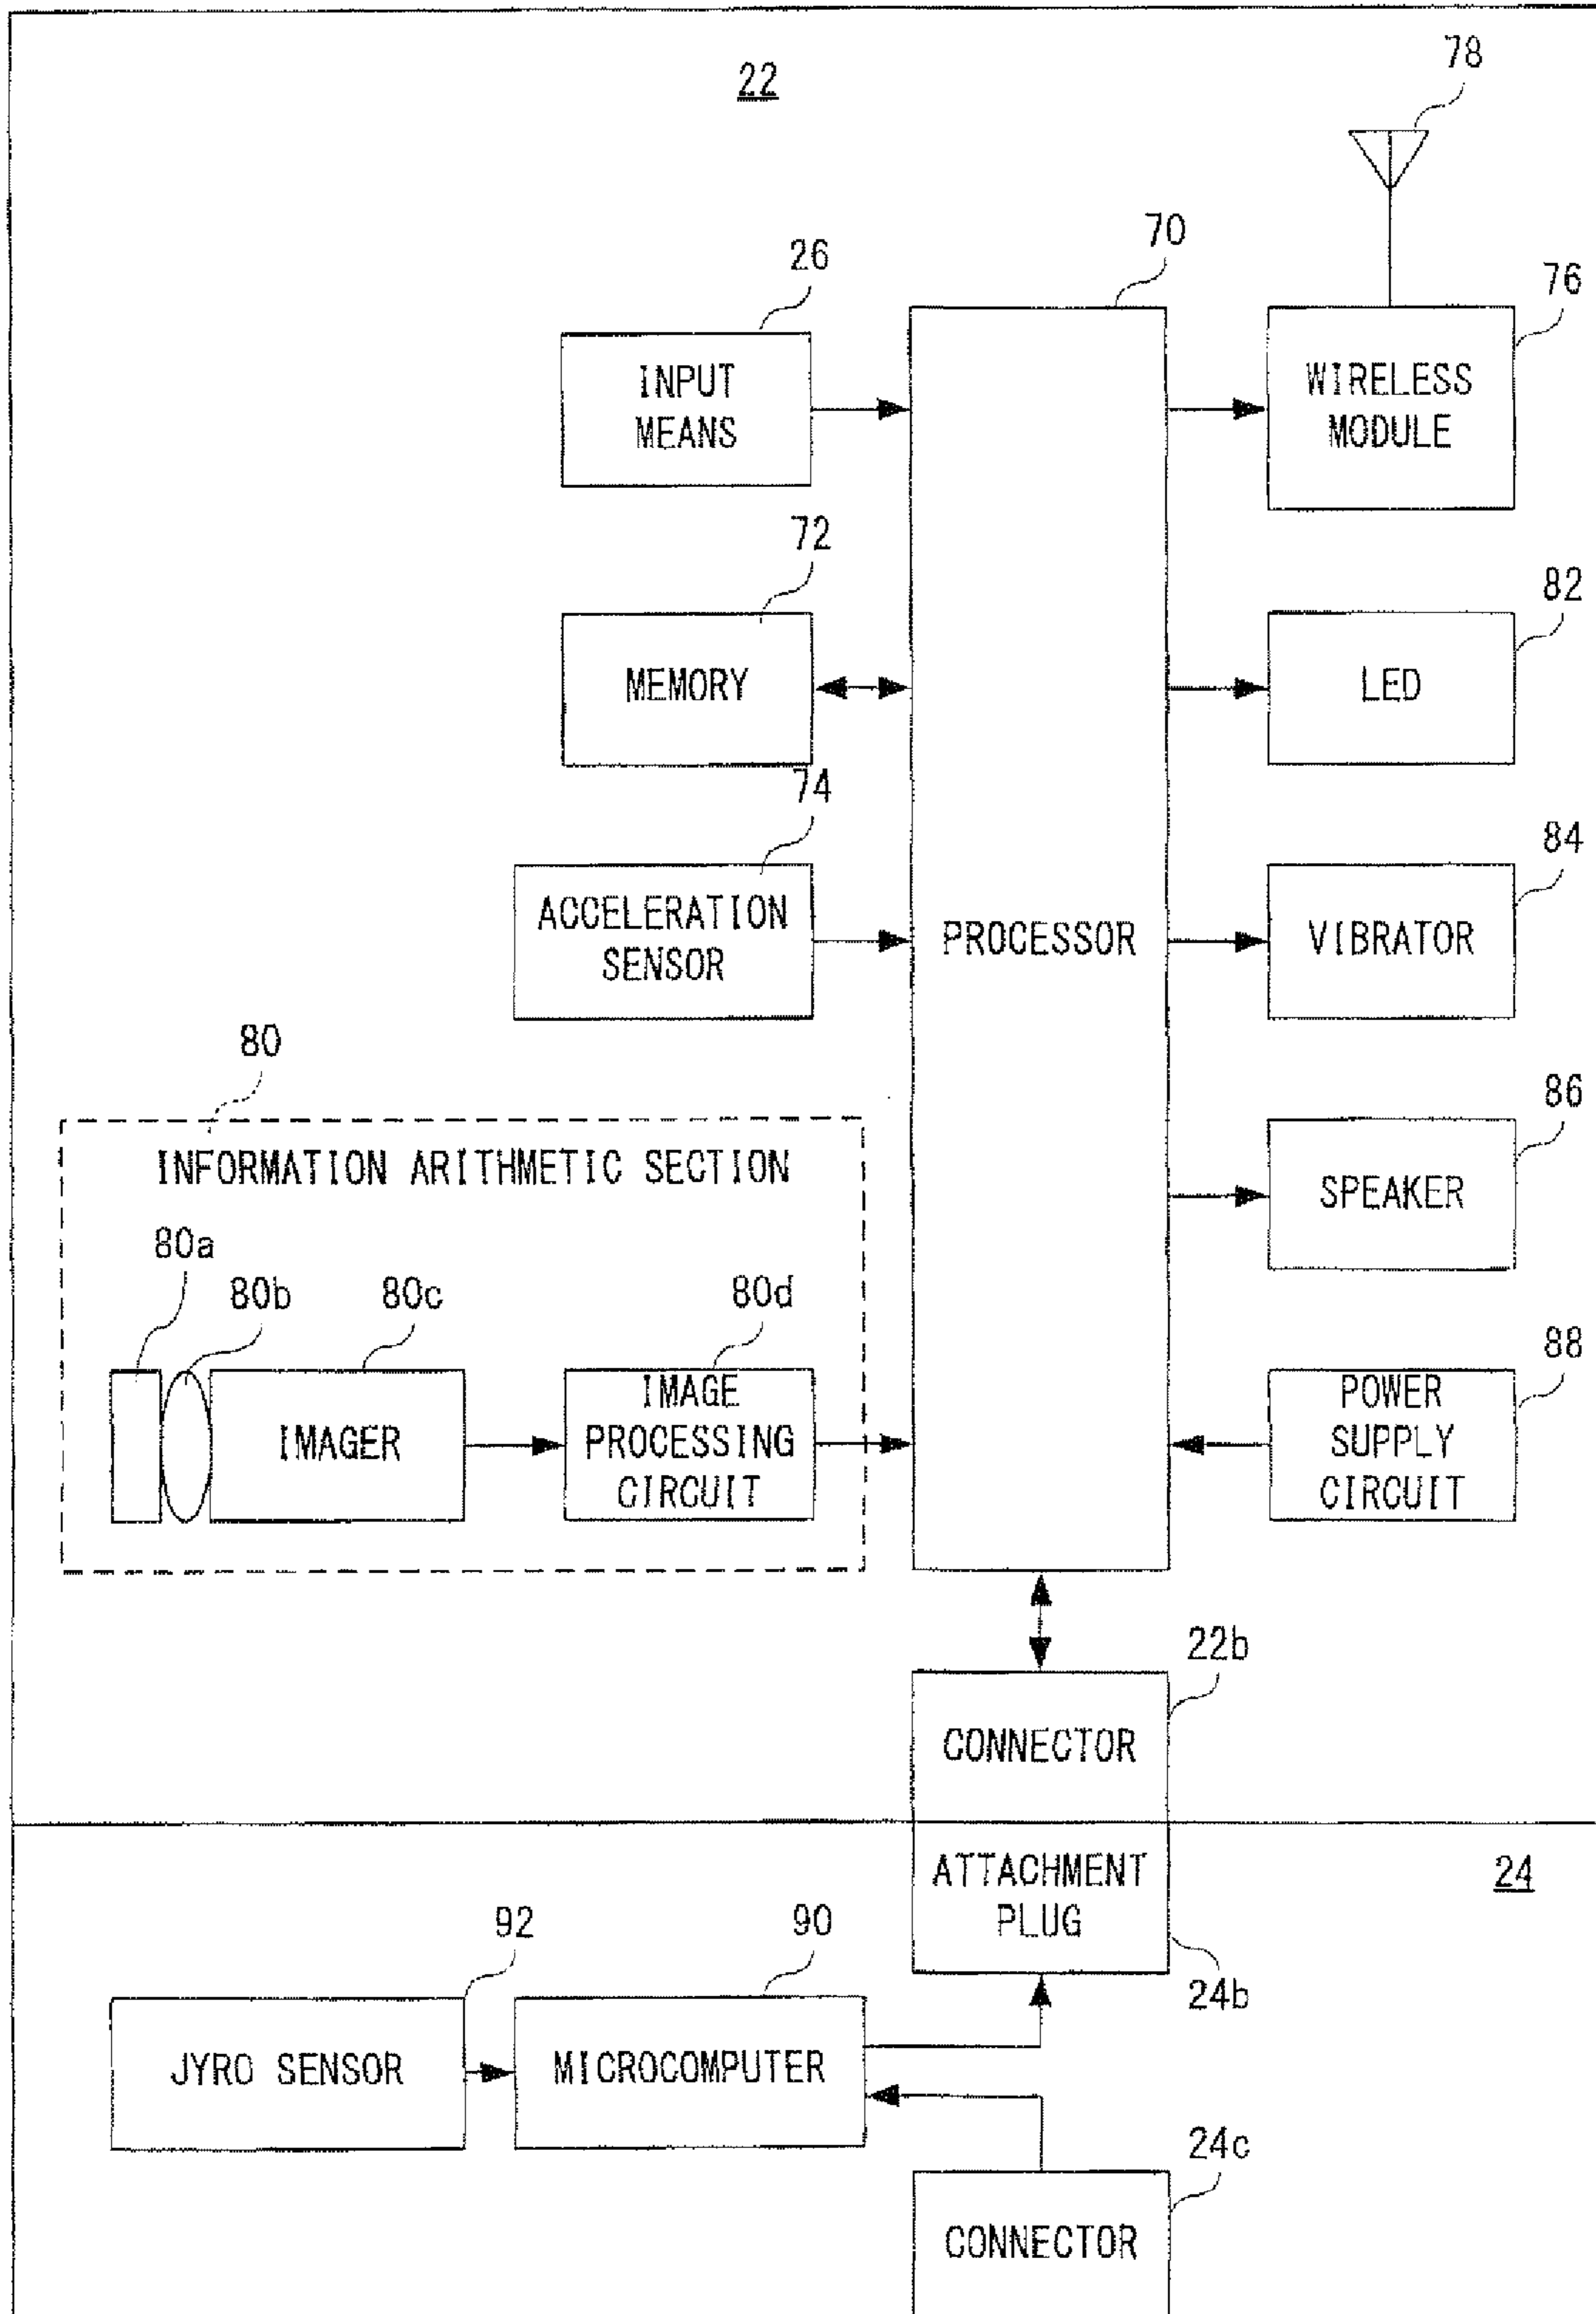 22
78
70
26
76
INPUT
MEANS
WIRELESS
MODULE
72
82
MEMORY
LED
74
84
ACCELERATION
SENSOR
PROCESSOR
VIBRATOR
80
86
INFORMATION ARITHMETIC SECTION
SPEAKER
80a
80b
80c
80d
88
IMAGER
IMAGE
PROCESSING
CIRCUIT
POWER
SUPPLY
CIRCUIT
22b
CONNECTOR
ATTACHMENT
PLUG
24
92
90
24b
JYRO SENSOR
MICROCOMPUTER
24c
CONNECTOR